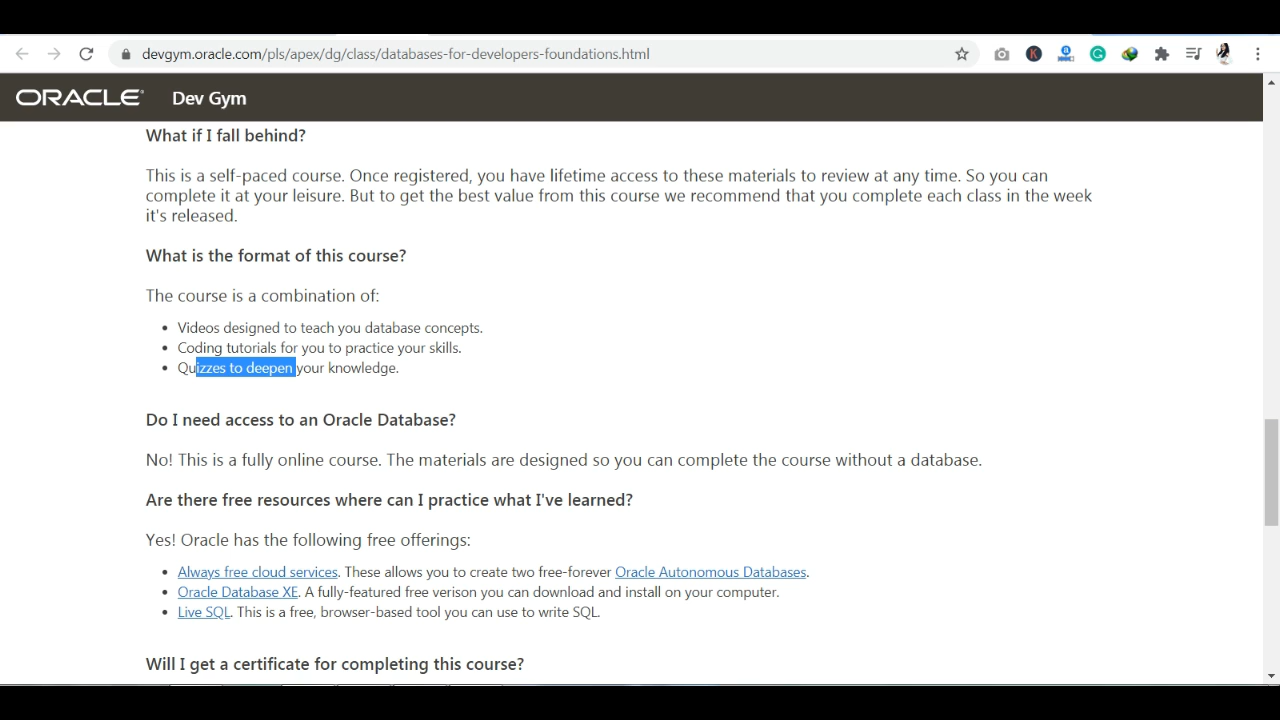 devgym.oracle.com/pls/apex/dg/class/databases-for-developers-foundations.html
ORACLE Dev Gym
What if I fall behind?
This is a self-paced course. Once registered, you have lifetime access to these materials to review at any time. So you can
complete it at your leisure. But to get the best value from this course we recommend that you complete each class in the week
it's released.
What is the format of this course?
The course is a combination of:
• Videos designed to teach you database concepts.
• Coding tutorials for you to practice your skills.
• Quizzes to deepen your knowledge.
Do I need access to an Oracle Database?
No! This is a fully online course. The materials are designed so you can complete the course without a database.
Are there free resources where can I practice what I've learned?
Yes! Oracle has the following free offerings:
• Always free cloud services. These allows you to create two free-forever Oracle Autonomous Databases.
• Oracle Database XE. A fully-featured free verison you can download and install on your computer.
• Live SQL. This is a free, browser-based tool you can use to write SQL.
Will I get a certificate for completing this course?